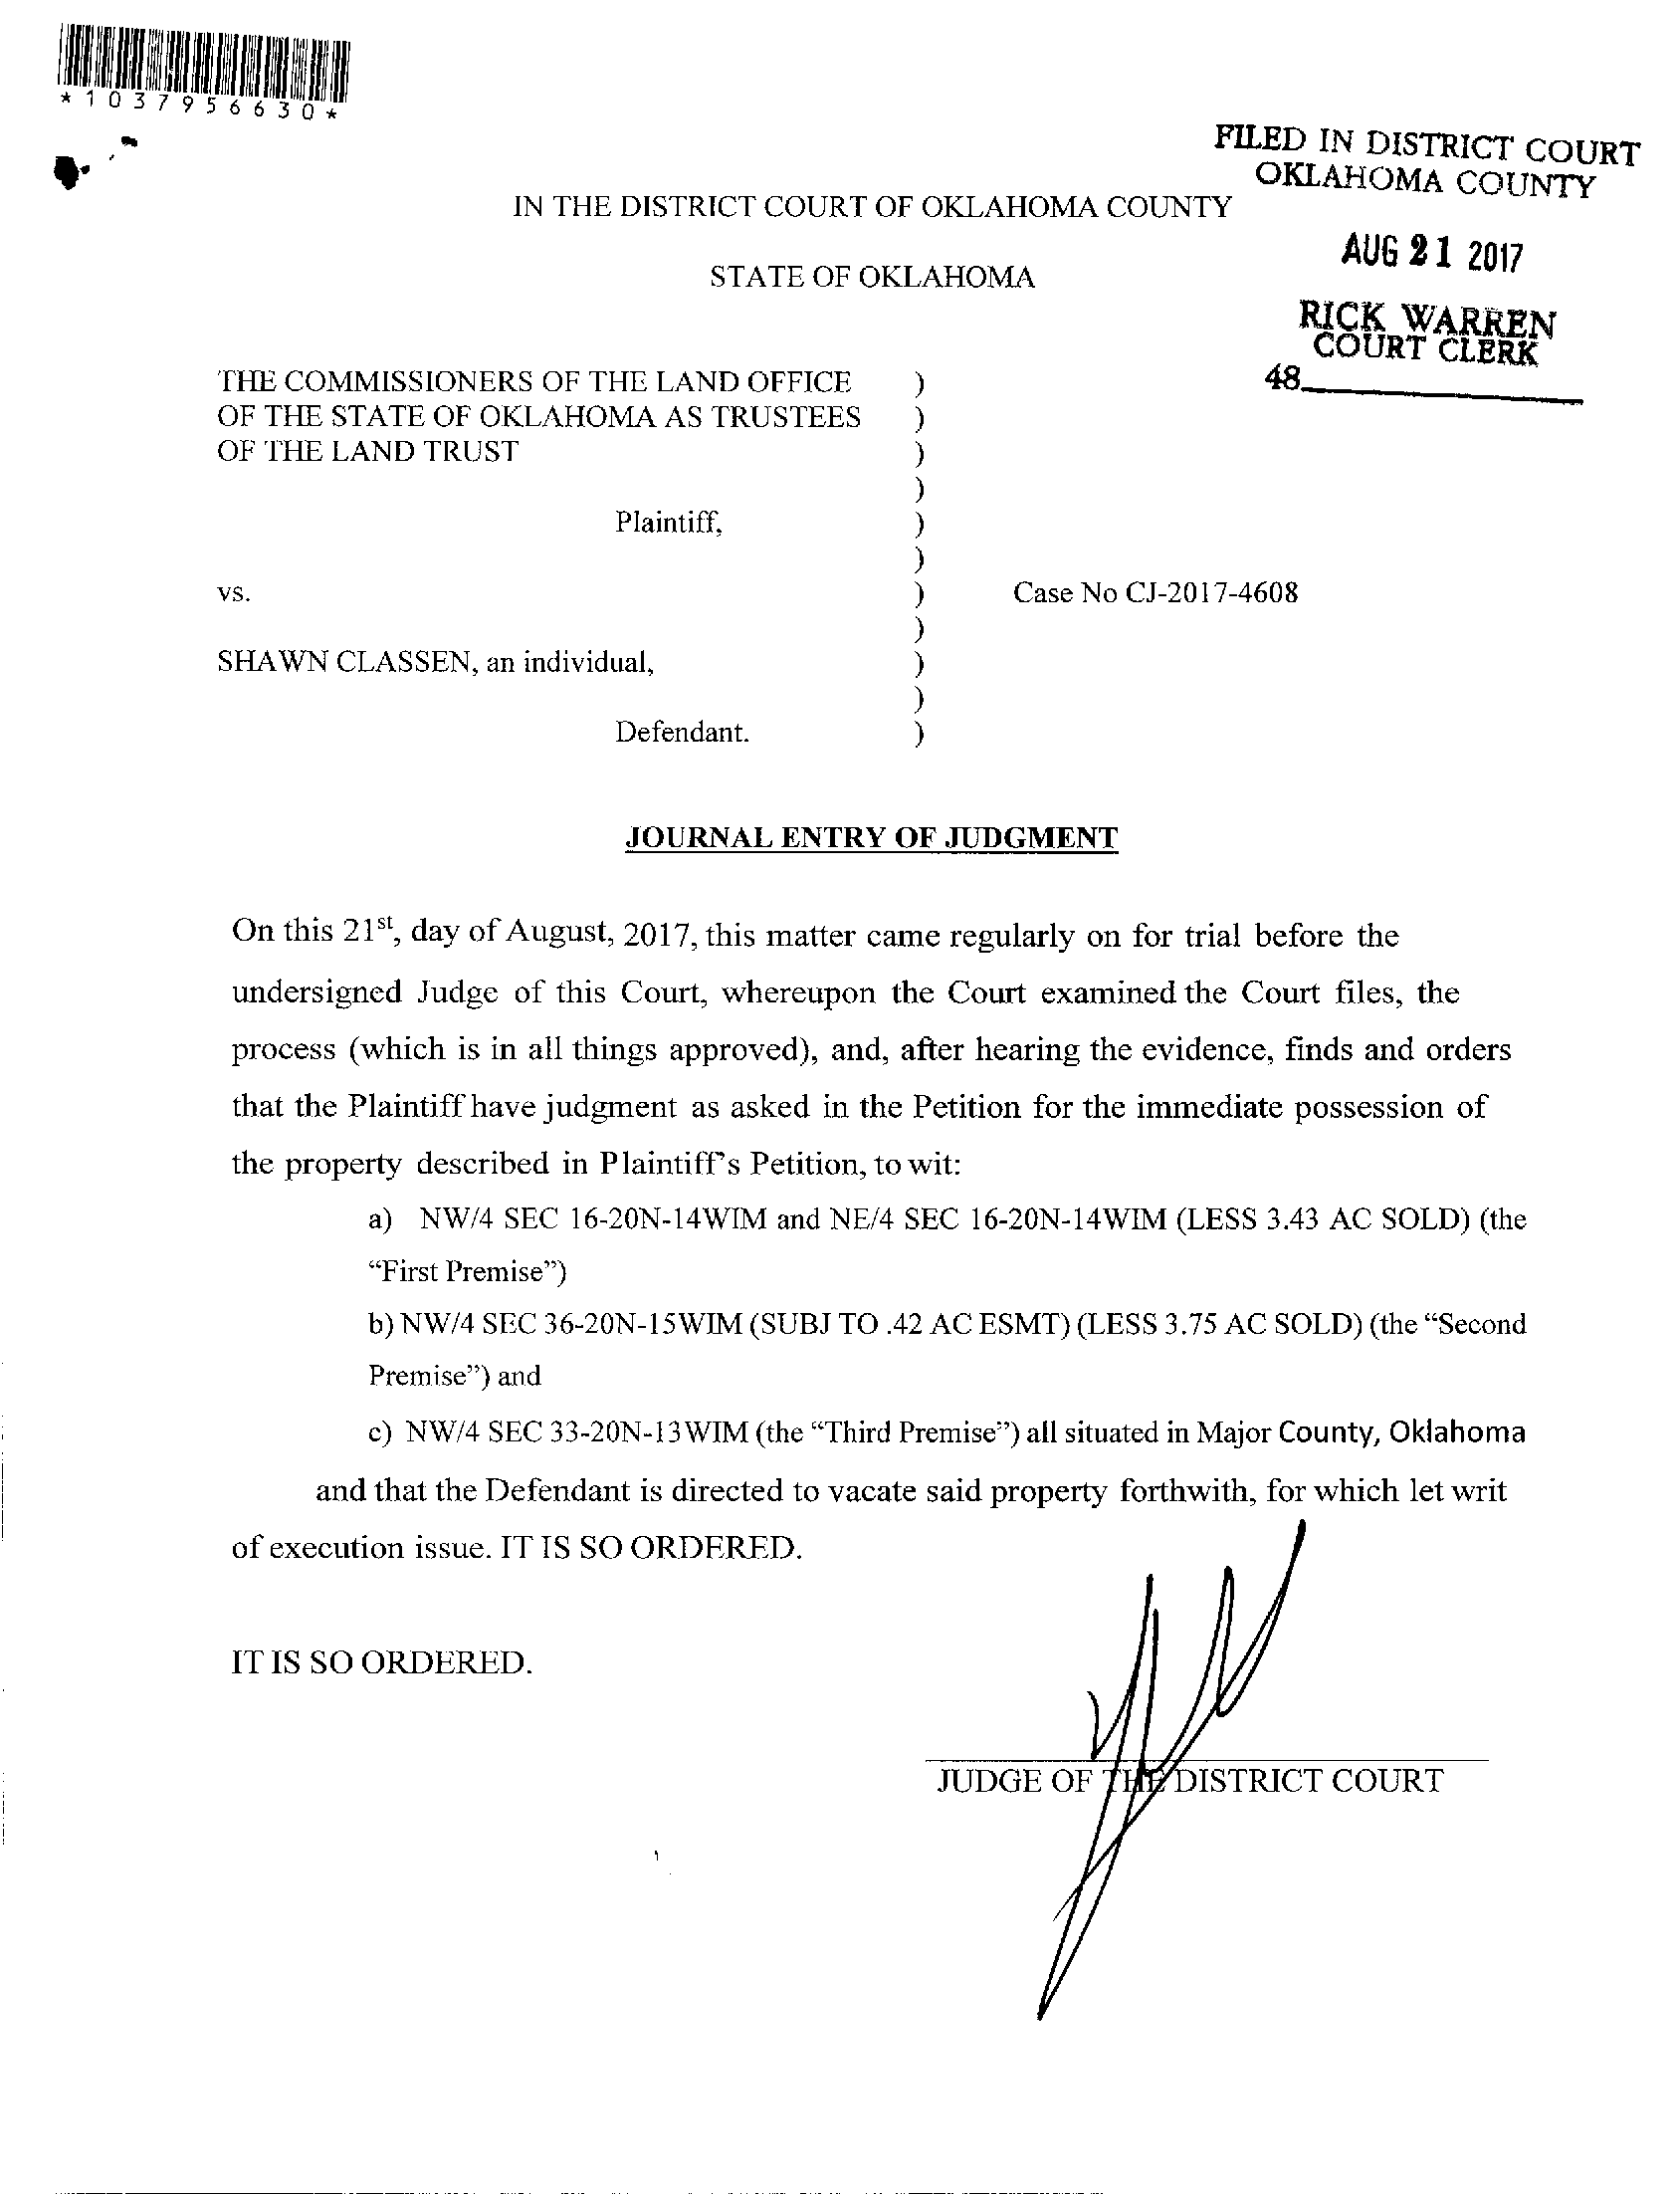 *1037956630*
FILED IN DISTRICT COURT
OKLAHOMA COUNTY
IN THE DISTRICT COURT OF OKLAHOMA COUNTY
AUG 21 2017
STATE OF OKLAHOMA
RICK WARREN
COURT CLERK
48
THE COMMISSIONERS OF THE LAND OFFICE )
OF THE STATE OF OKLAHOMA AS TRUSTEES )
OF THE LAND TRUST )
)
Plaintiff, )
)
vs. ) Case No CJ-2017-4608
)
SHAWN CLASSEN, an individual, )
)
Defendant. )
JOURNAL ENTRY OF JUDGMENT
On this 21st, day of August, 2017, this matter came regularly on for trial before the
undersigned Judge of this Court, whereupon the Court examined the Court files, the
process (which is in all things approved), and, after hearing the evidence, finds and orders
that the Plaintiff have judgment as asked in the Petition for the immediate possession of
the property described in Plaintiff's Petition, to wit:
a) NW/4 SEC 16-20N-14WIM and NE/4 SEC 16-20N-14WIM (LESS 3.43 AC SOLD) (the
“First Premise”)
b) NW/4 SEC 36-20N-15WIM (SUBJ TO .42 AC ESMT) (LESS 3.75 AC SOLD) (the “Second
Premise”) and
c) NW/4 SEC 33-20N-13WIM (the “Third Premise”) all situated in Major County, Oklahoma
and that the Defendant is directed to vacate said property forthwith, for which let writ
of execution issue. IT IS SO ORDERED.
IT IS SO ORDERED.
JUDGE OF THE DISTRICT COURT